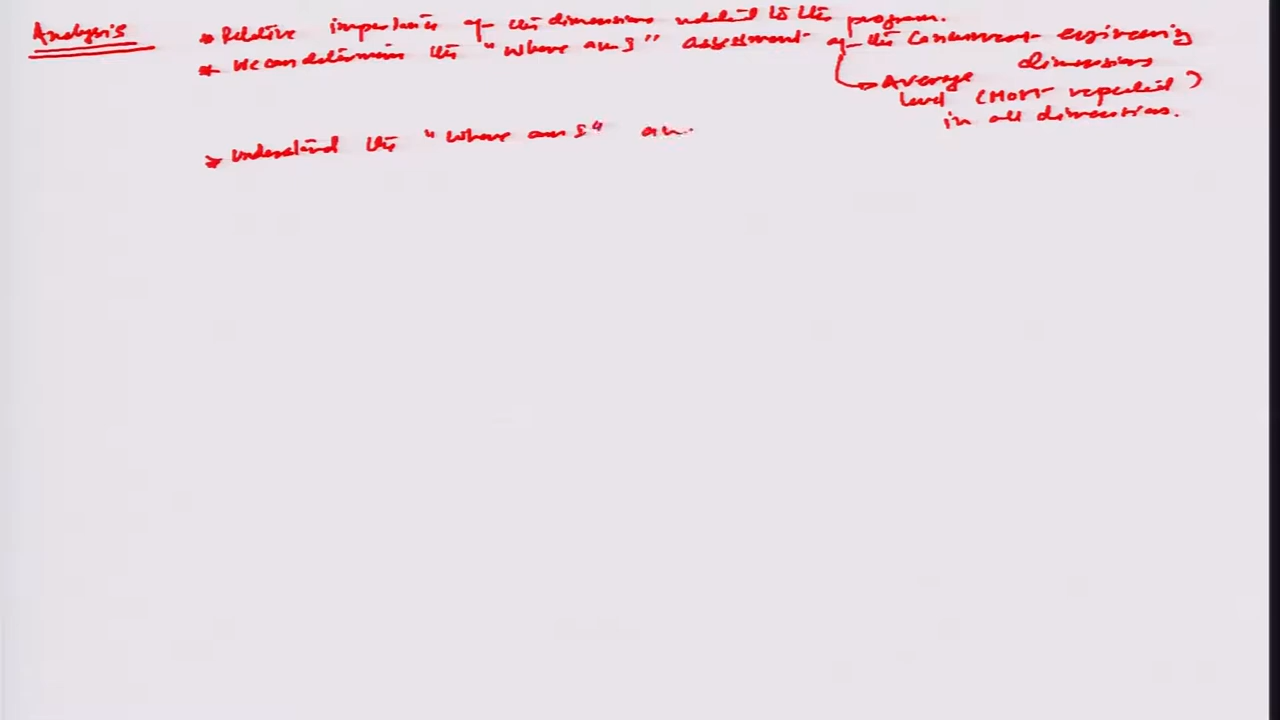 Analysis
* Relative importance of the dimensions related to the program.
* We can determine the "where am I" assessment of the concurrent engineering
dimensions
→ Average
level (Most repeated)
in all dimensions.
* Understand the "where am I" an